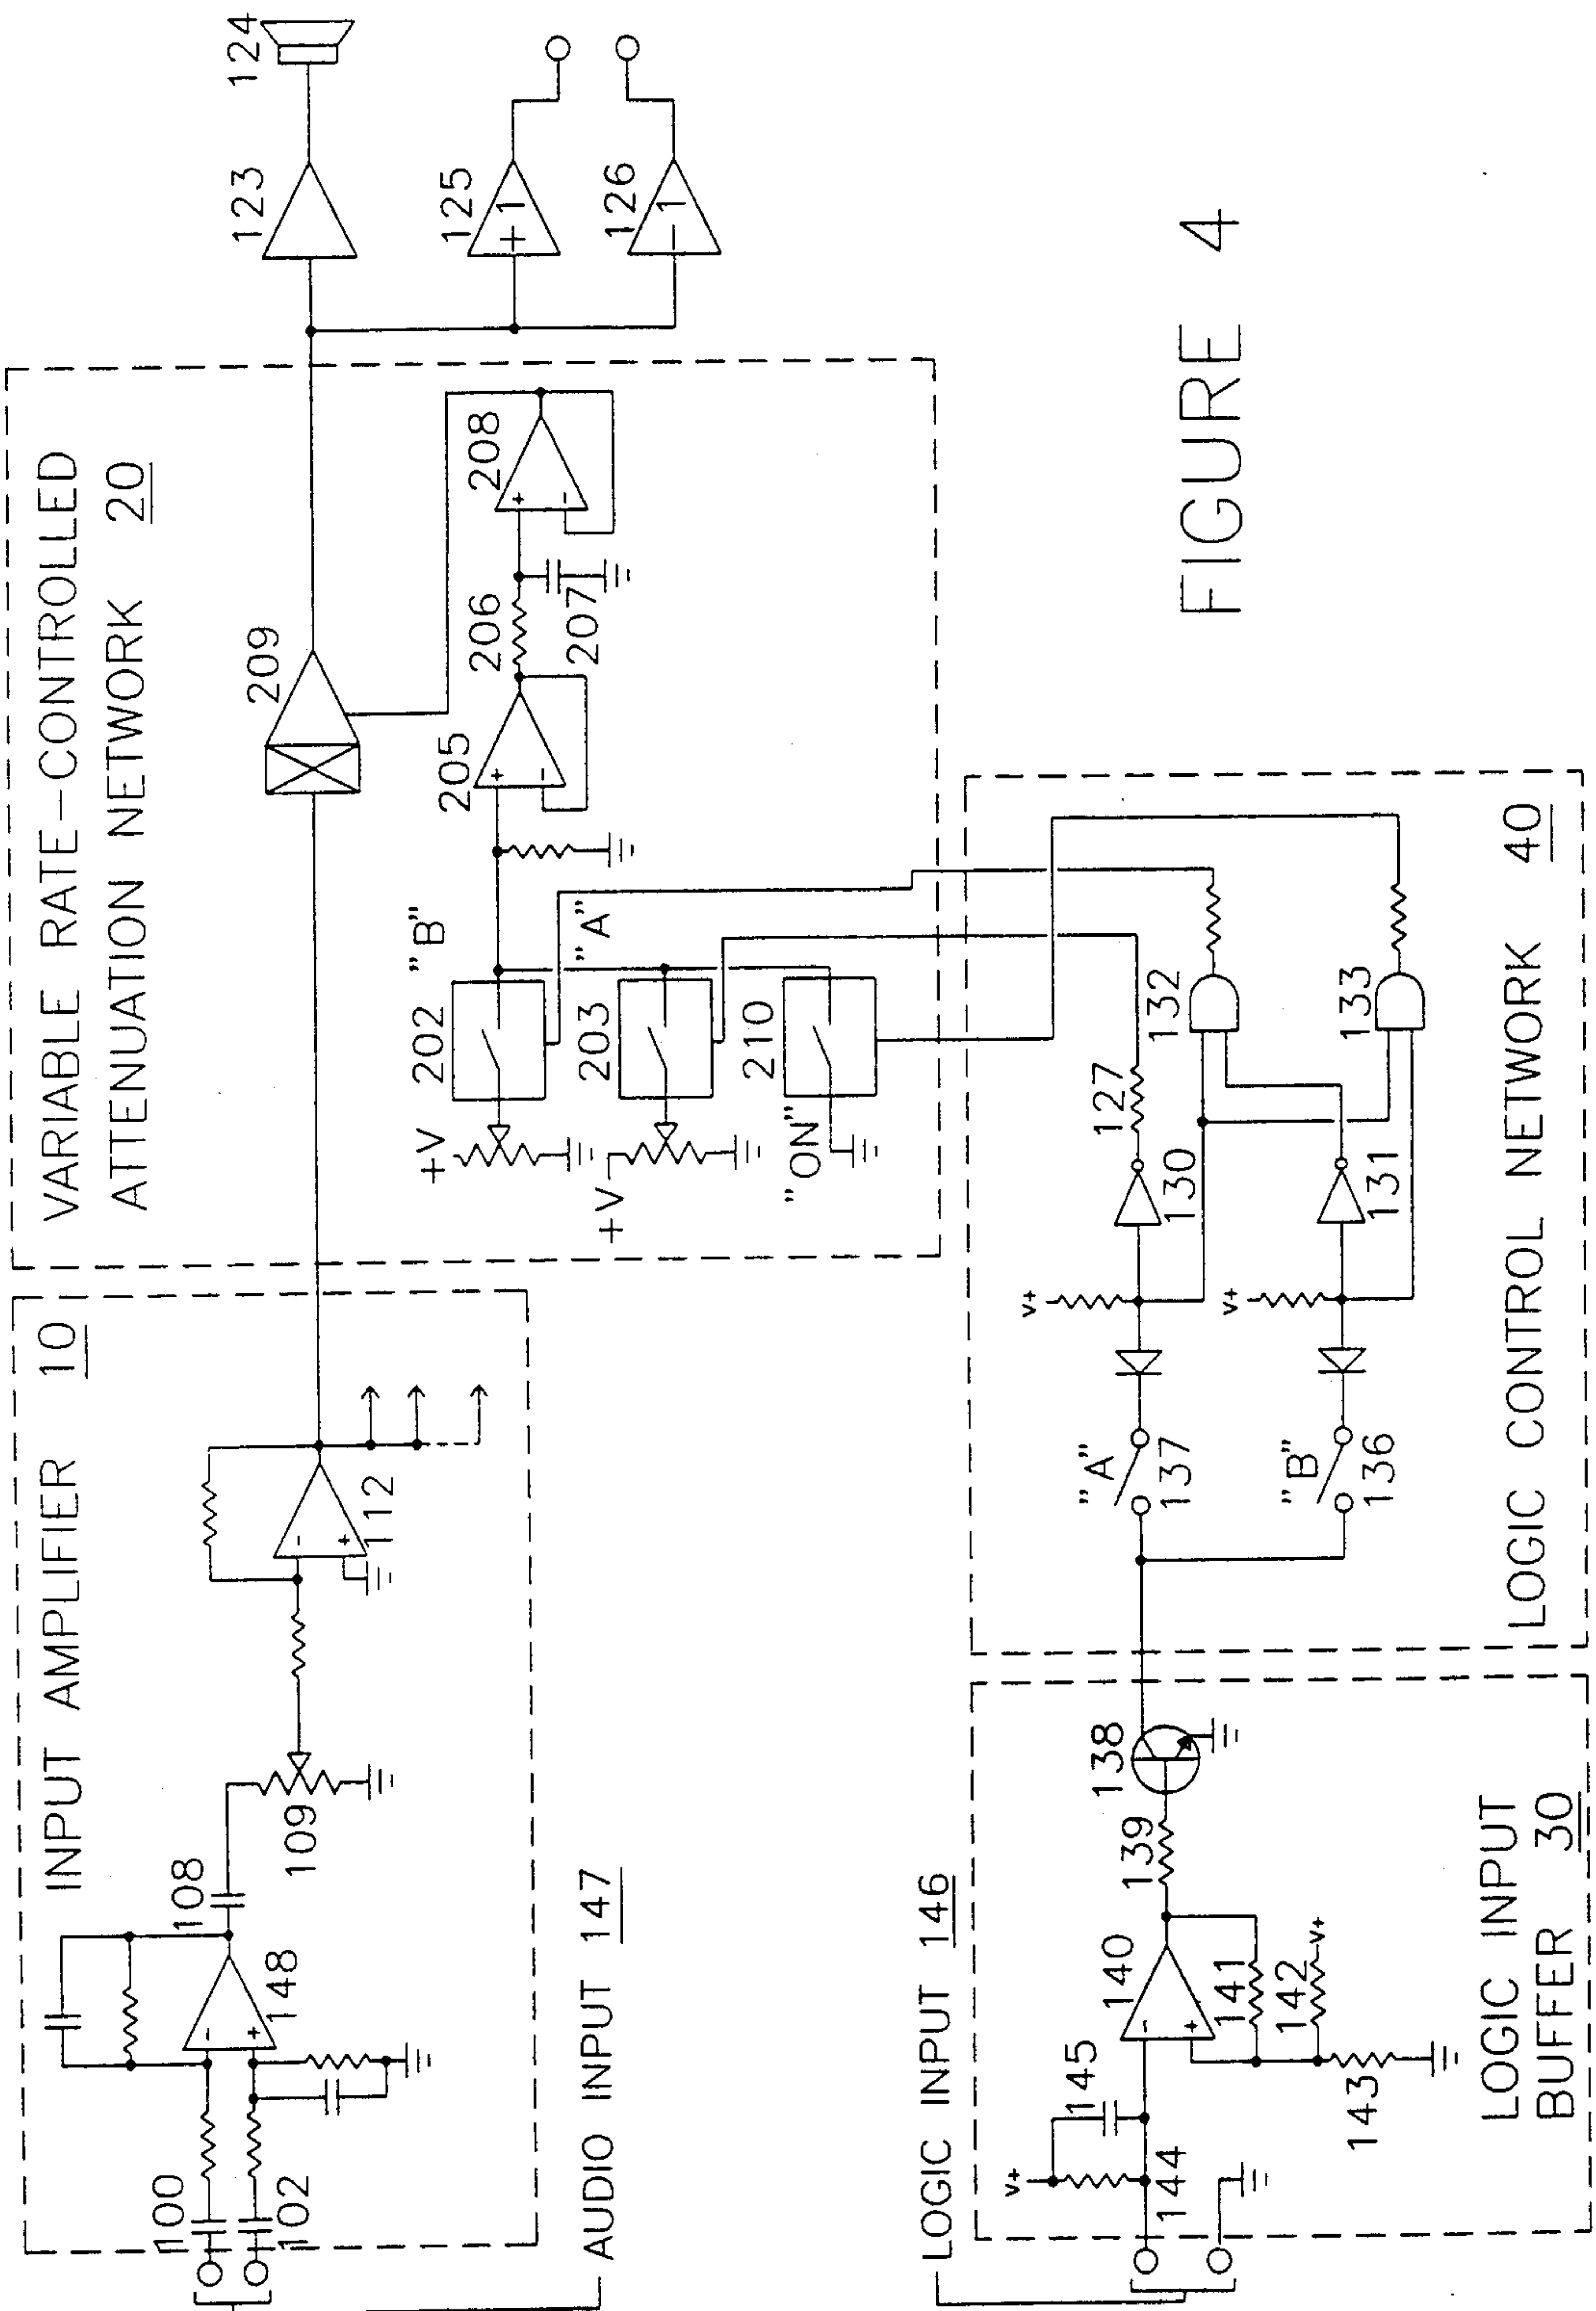 INPUT AMPLIFIER 10
100
102
148
108
109
112
AUDIO INPUT 147
VARIABLE RATE-CONTROLLED
ATTENUATION NETWORK 20
209
+V
202
"B"
+V
203
"A"
"ON"
210
205
206
207
208
123
124
125
+1
126
-1
LOGIC INPUT 146
V+
144
145
140
141
142
V+
143
139
138
LOGIC INPUT
BUFFER 30
"A"
137
"B"
136
V+
V+
130
127
131
132
133
LOGIC CONTROL NETWORK 40
FIGURE 4